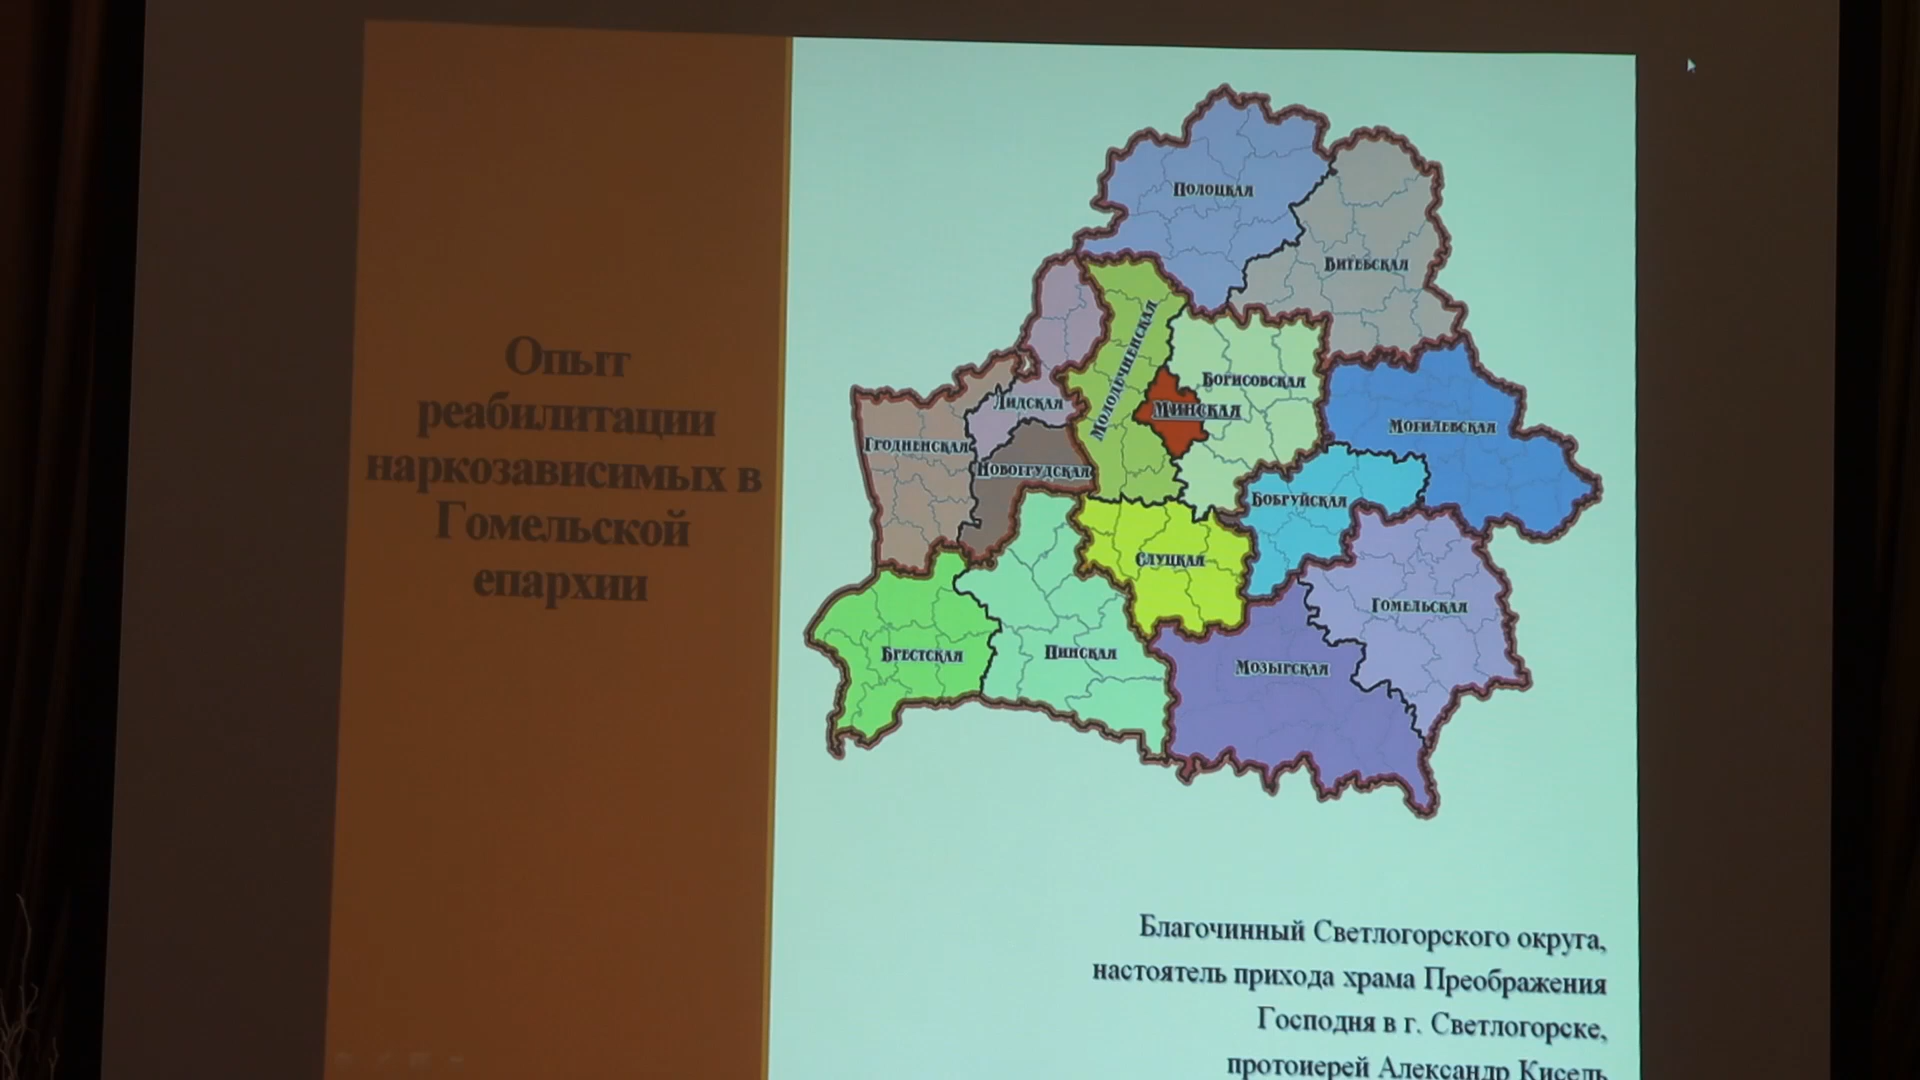 Опыт
реабилитации
наркозависимых в
Гомельской
епархии
Полоцкая
Витебская
Молодечненская
Борисовская
Минская
Лидская
Могилевская
Гродненская
Новогрудская
Бобруйская
Слуцкая
Гомельская
Брестская
Пинская
Мозырская
Благочинный Светлогорского округа,
настоятель прихода храма Преображения
Господня в г. Светлогорске,
протоиерей Александр Кисель